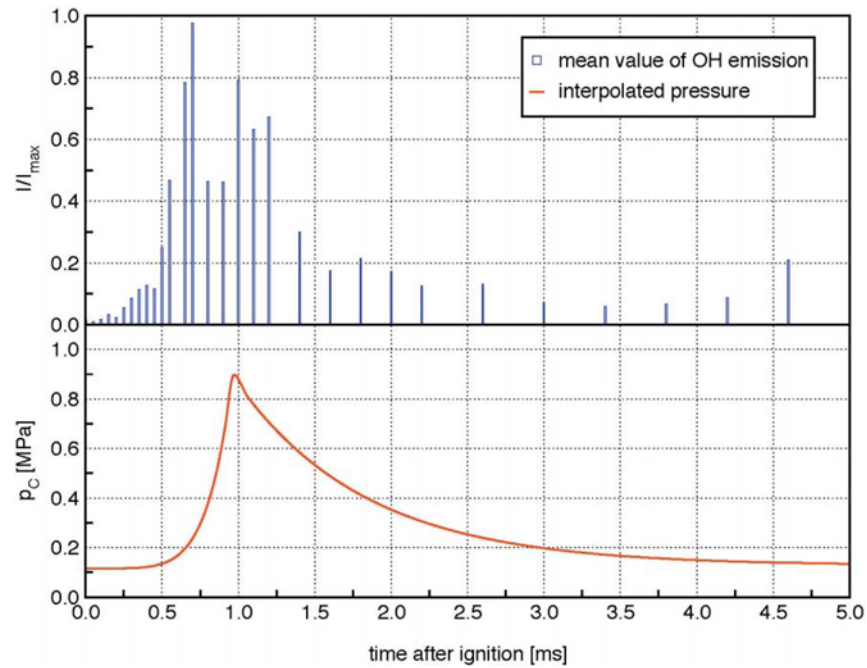 1.0
0.8
0.6
0.4
0.2
0.0
I/I_max
mean value of OH emission
interpolated pressure
1.0
0.8
0.6
0.4
0.2
0.0
p_C [MPa]
0.0 0.5 1.0 1.5 2.0 2.5 3.0 3.5 4.0 4.5 5.0
time after ignition [ms]